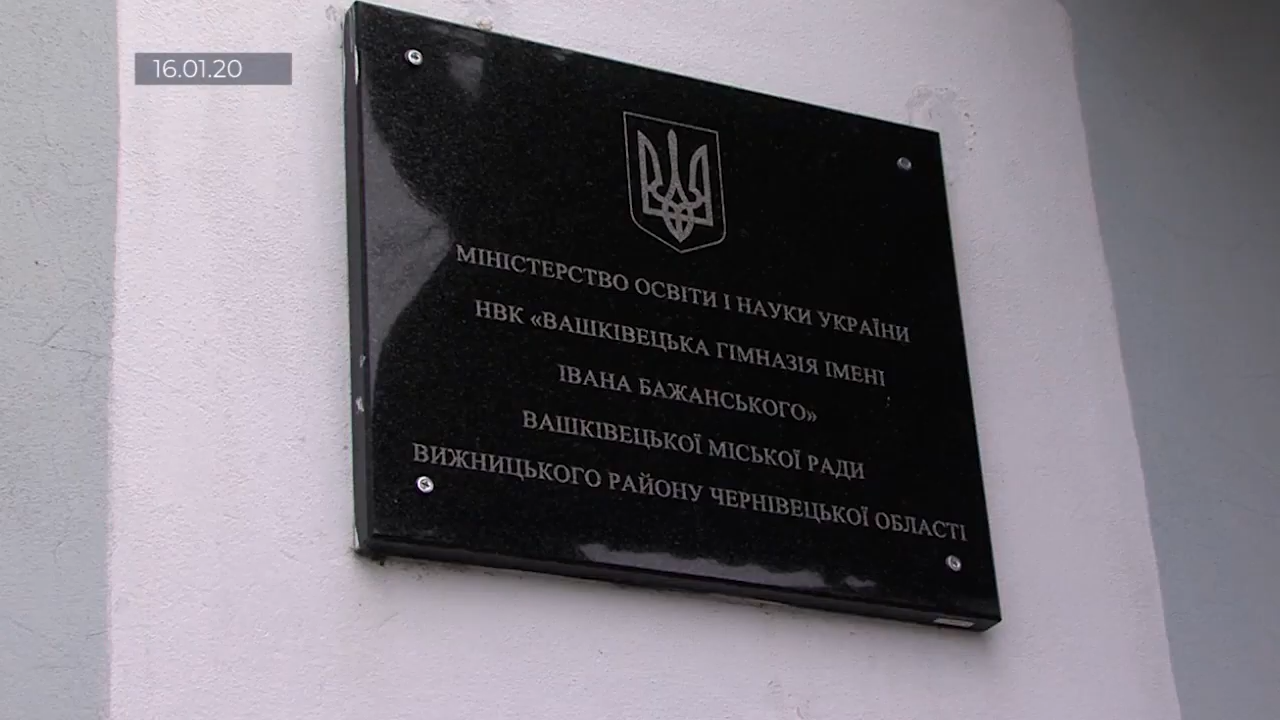 16.01.20
МІНІСТЕРСТВО ОСВІТИ І НАУКИ УКРАЇНИ
НВК «ВАШКІВЕЦЬКА ГІМНАЗІЯ ІМЕНІ
ІВАНА БАЖАНСЬКОГО»
ВАШКІВЕЦЬКОЇ МІСЬКОЇ РАДИ
ВИЖНИЦЬКОГО РАЙОНУ ЧЕРНІВЕЦЬКОЇ ОБЛАСТІ